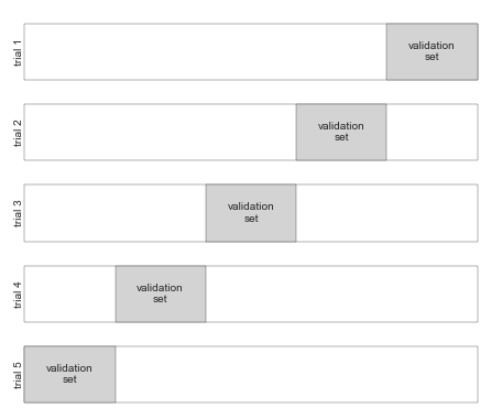 trial 1
validation
set
trial 2
validation
set
trial 3
validation
set
trial 4
validation
set
trial 5
validation
set